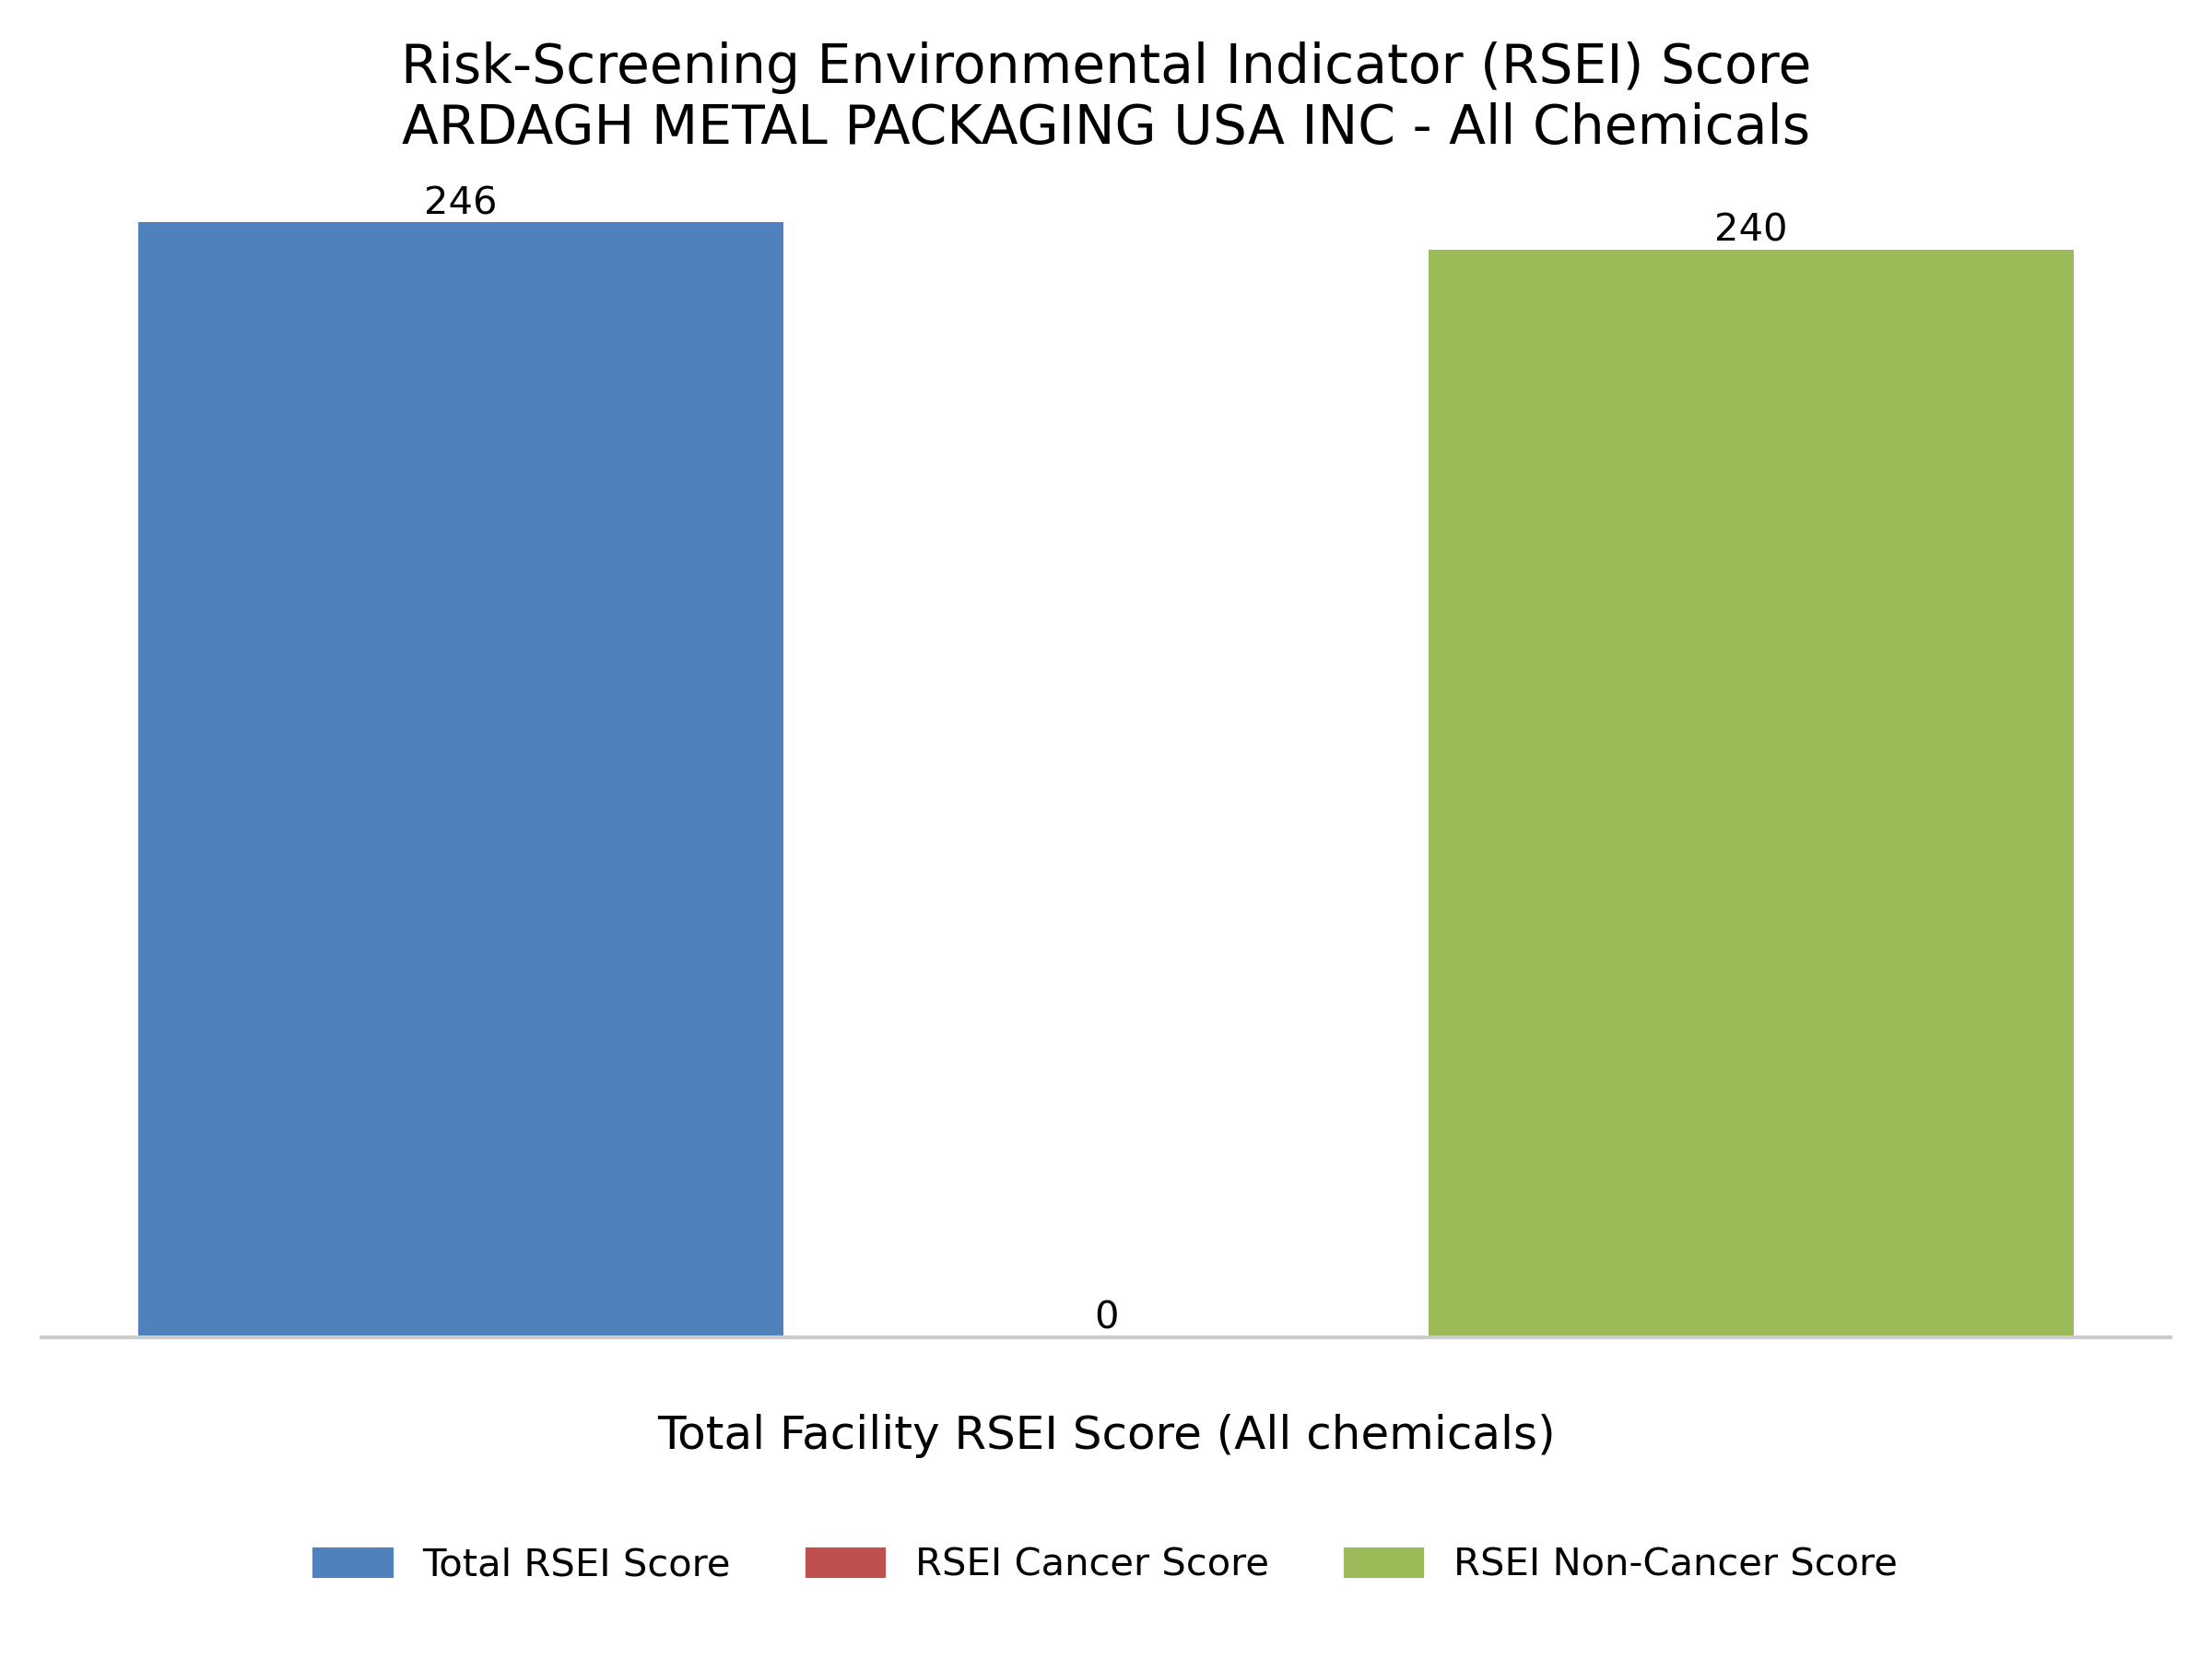 Risk-Screening Environmental Indicator (RSEI) Score
ARDAGH METAL PACKAGING USA INC - All Chemicals
246
240
0
Total Facility RSEI Score (All chemicals)
Total RSEI Score
RSEI Cancer Score
RSEI Non-Cancer Score